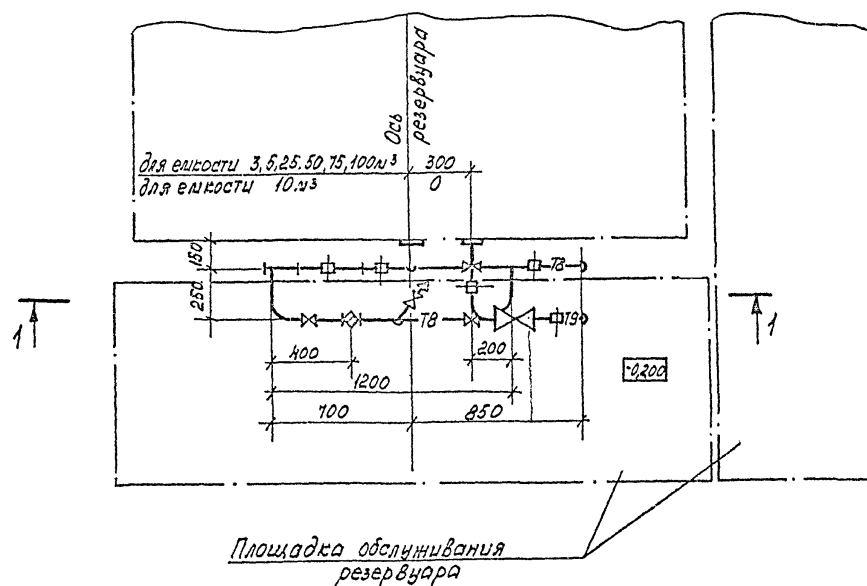 Ось
резервуара
для емкости 3,5,25.50,75,100м³ 300
для емкости 10м³ 0
150
250
Т8
Т8
Т9
1
1
400
200
1200
-0,200
700
850
Площадка обслуживания
резервуара